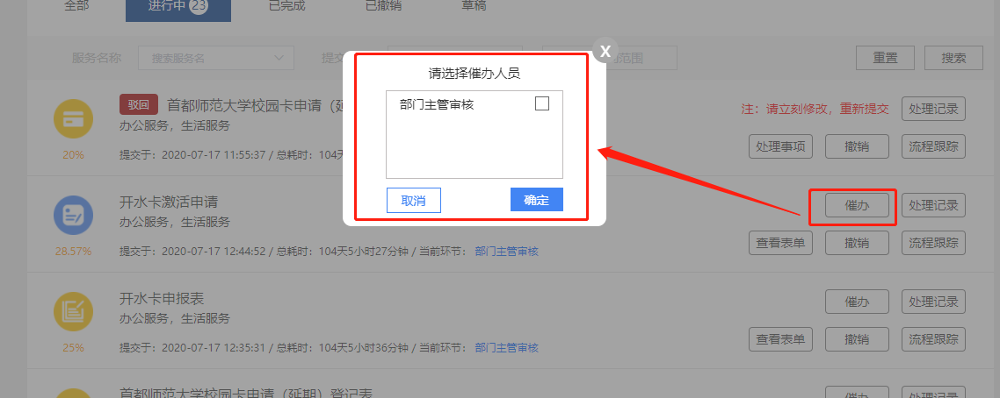 全部 进行中 23 已完成 已撤销 草稿
X
服务名称 搜索服务名 提交 范围 重置 搜索
请选择催办人员
部门主管审核
取消 确定
驳回 首都师范大学校园卡申请（延 注：请立刻修改，重新提交 处理记录
办公服务，生活服务
20% 提交于：2020-07-17 11:55:37 / 总耗时：104天 处理事项 撤销 流程跟踪
开水卡激活申请 催办 处理记录
办公服务，生活服务
28.57% 提交于：2020-07-17 12:44:52 / 总耗时：104天5小时27分钟 / 当前环节： 部门主管审核 查看表单 撤销 流程跟踪
开水卡申报表 催办 处理记录
办公服务，生活服务
25% 提交于：2020-07-17 12:35:31 / 总耗时：104天5小时36分钟 / 当前环节： 部门主管审核 查看表单 撤销 流程跟踪
首都师范大学校园卡申请（延期）登记表 催办 处理记录